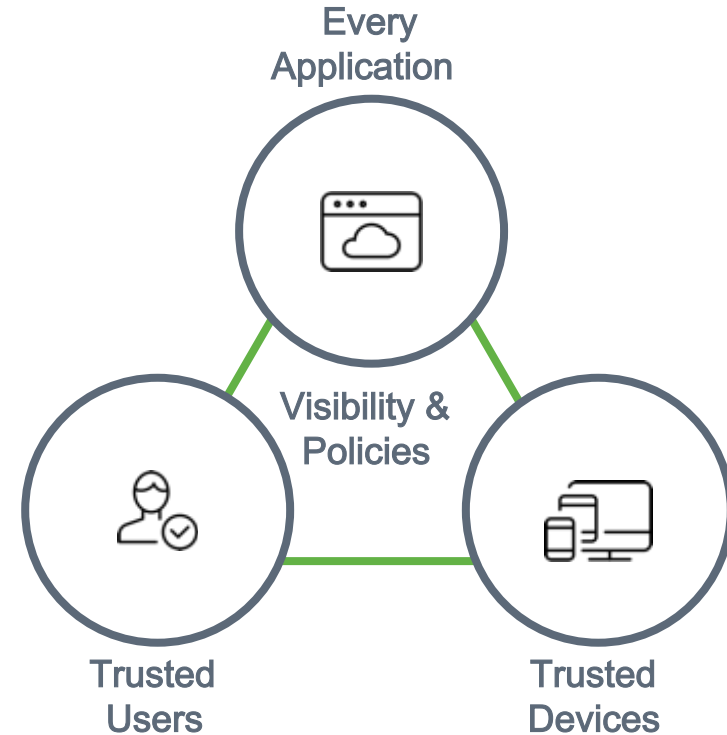 Every
Application
Visibility &
Policies
Trusted
Users
Trusted
Devices